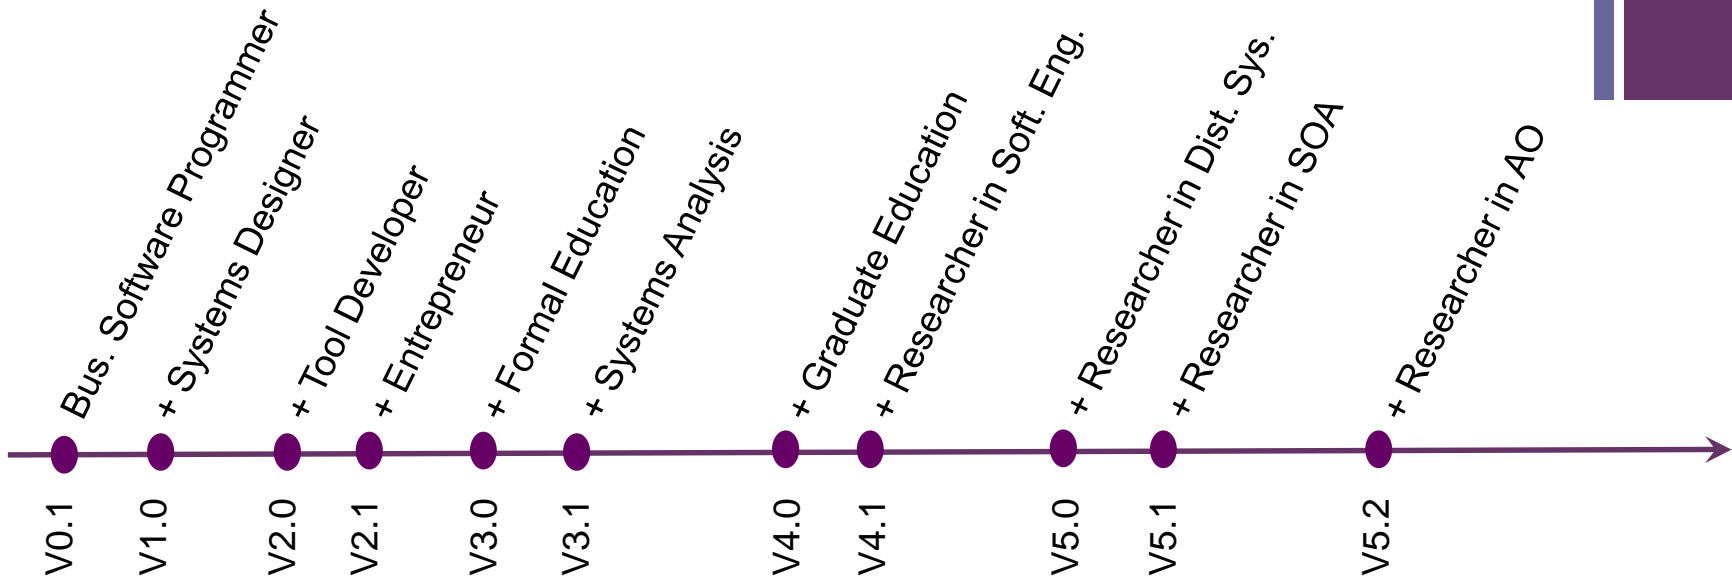 Bus. Software Programmer
+ Systems Designer
+ Tool Developer
+ Entrepreneur
+ Formal Education
+ Systems Analysis
+ Graduate Education
+ Researcher in Soft. Eng.
+ Researcher in Dist. Sys.
+ Researcher in SOA
+ Researcher in AO
V0.1
V1.0
V2.0
V2.1
V3.0
V3.1
V4.0
V4.1
V5.0
V5.1
V5.2